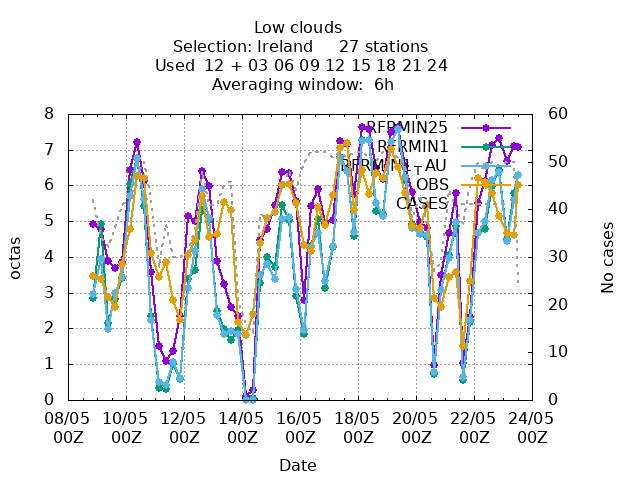 Low clouds
Selection: Ireland 27 stations
Used 12 + 03 06 09 12 15 18 21 24
Averaging window: 6h
8 60
RFRMIN25
7 50
RFRMIN1
RFRMIN1_TAU
6
OBS
CASES
5 40
4 30
3
2 20
1 10
0 0
octas
No cases
08/05 10/05 12/05 14/05 16/05 18/05 20/05 22/05 24/05
00Z 00Z 00Z 00Z 00Z 00Z 00Z 00Z 00Z
Date